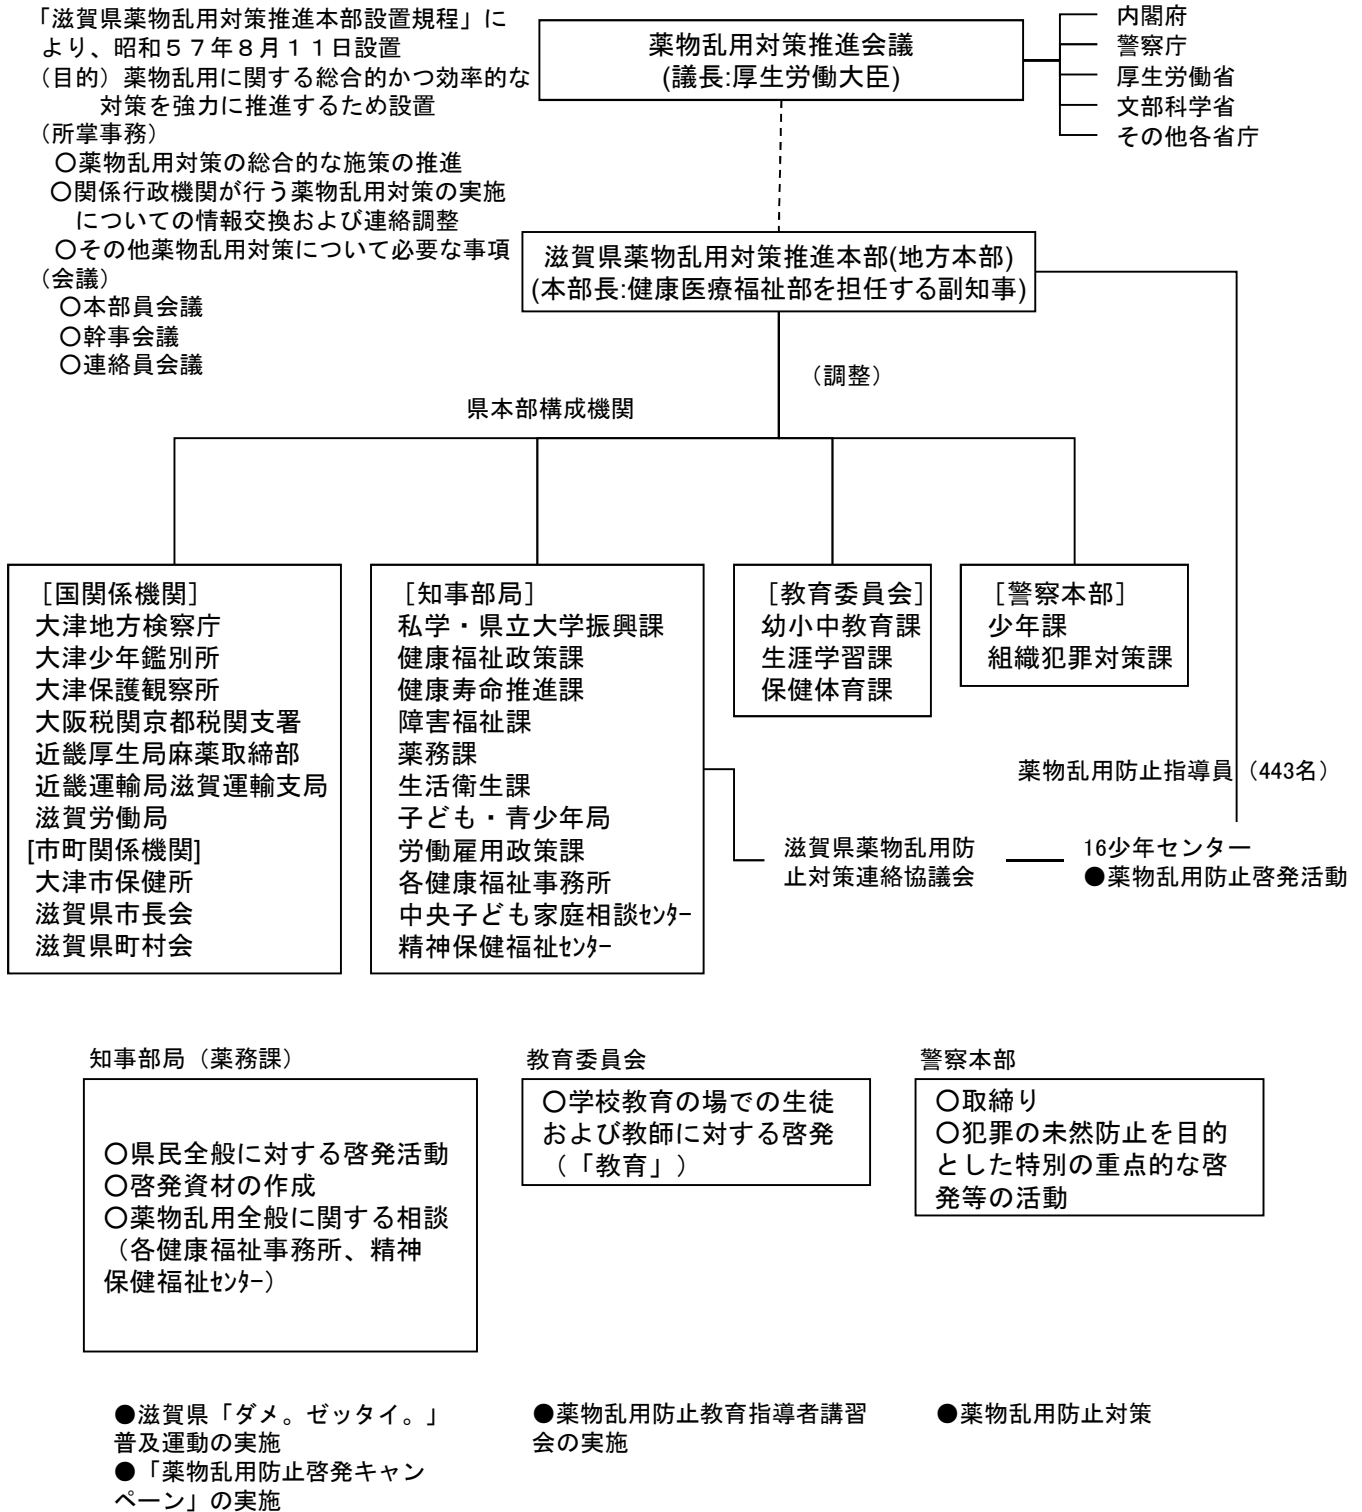 「滋賀県薬物乱用対策推進本部設置規程」に
より、昭和５７年８月１１日設置
（目的）薬物乱用に関する総合的かつ効率的な
対策を強力に推進するため設置
（所掌事務）
〇薬物乱用対策の総合的な施策の推進
〇関係行政機関が行う薬物乱用対策の実施
についての情報交換および連絡調整
〇その他薬物乱用対策について必要な事項
（会議）
〇本部員会議
〇幹事会議
〇連絡員会議
薬物乱用対策推進会議
(議長:厚生労働大臣)
内閣府
警察庁
厚生労働省
文部科学省
その他各省庁
滋賀県薬物乱用対策推進本部(地方本部)
(本部長:健康医療福祉部を担任する副知事)
（調整）
県本部構成機関
［国関係機関］
大津地方検察庁
大津少年鑑別所
大津保護観察所
大阪税関京都税関支署
近畿厚生局麻薬取締部
近畿運輸局滋賀運輸支局
滋賀労働局
[市町関係機関]
大津市保健所
滋賀県市長会
滋賀県町村会
［知事部局］
私学・県立大学振興課
健康福祉政策課
健康寿命推進課
障害福祉課
薬務課
生活衛生課
子ども・青少年局
労働雇用政策課
各健康福祉事務所
中央子ども家庭相談ｾﾝﾀｰ
精神保健福祉ｾﾝﾀｰ
［教育委員会］
幼小中教育課
生涯学習課
保健体育課
［警察本部］
少年課
組織犯罪対策課
薬物乱用防止指導員（443名）
滋賀県薬物乱用防
止対策連絡協議会
16少年センター
●薬物乱用防止啓発活動
知事部局（薬務課）
〇県民全般に対する啓発活動
〇啓発資材の作成
〇薬物乱用全般に関する相談
（各健康福祉事務所、精神
保健福祉ｾﾝﾀｰ）
教育委員会
〇学校教育の場での生徒
および教師に対する啓発
（「教育」）
警察本部
〇取締り
〇犯罪の未然防止を目的
とした特別の重点的な啓
発等の活動
●滋賀県「ダメ。ゼッタイ。」
普及運動の実施
●「薬物乱用防止啓発キャン
ペーン」の実施
●薬物乱用防止教育指導者講習
会の実施
●薬物乱用防止対策